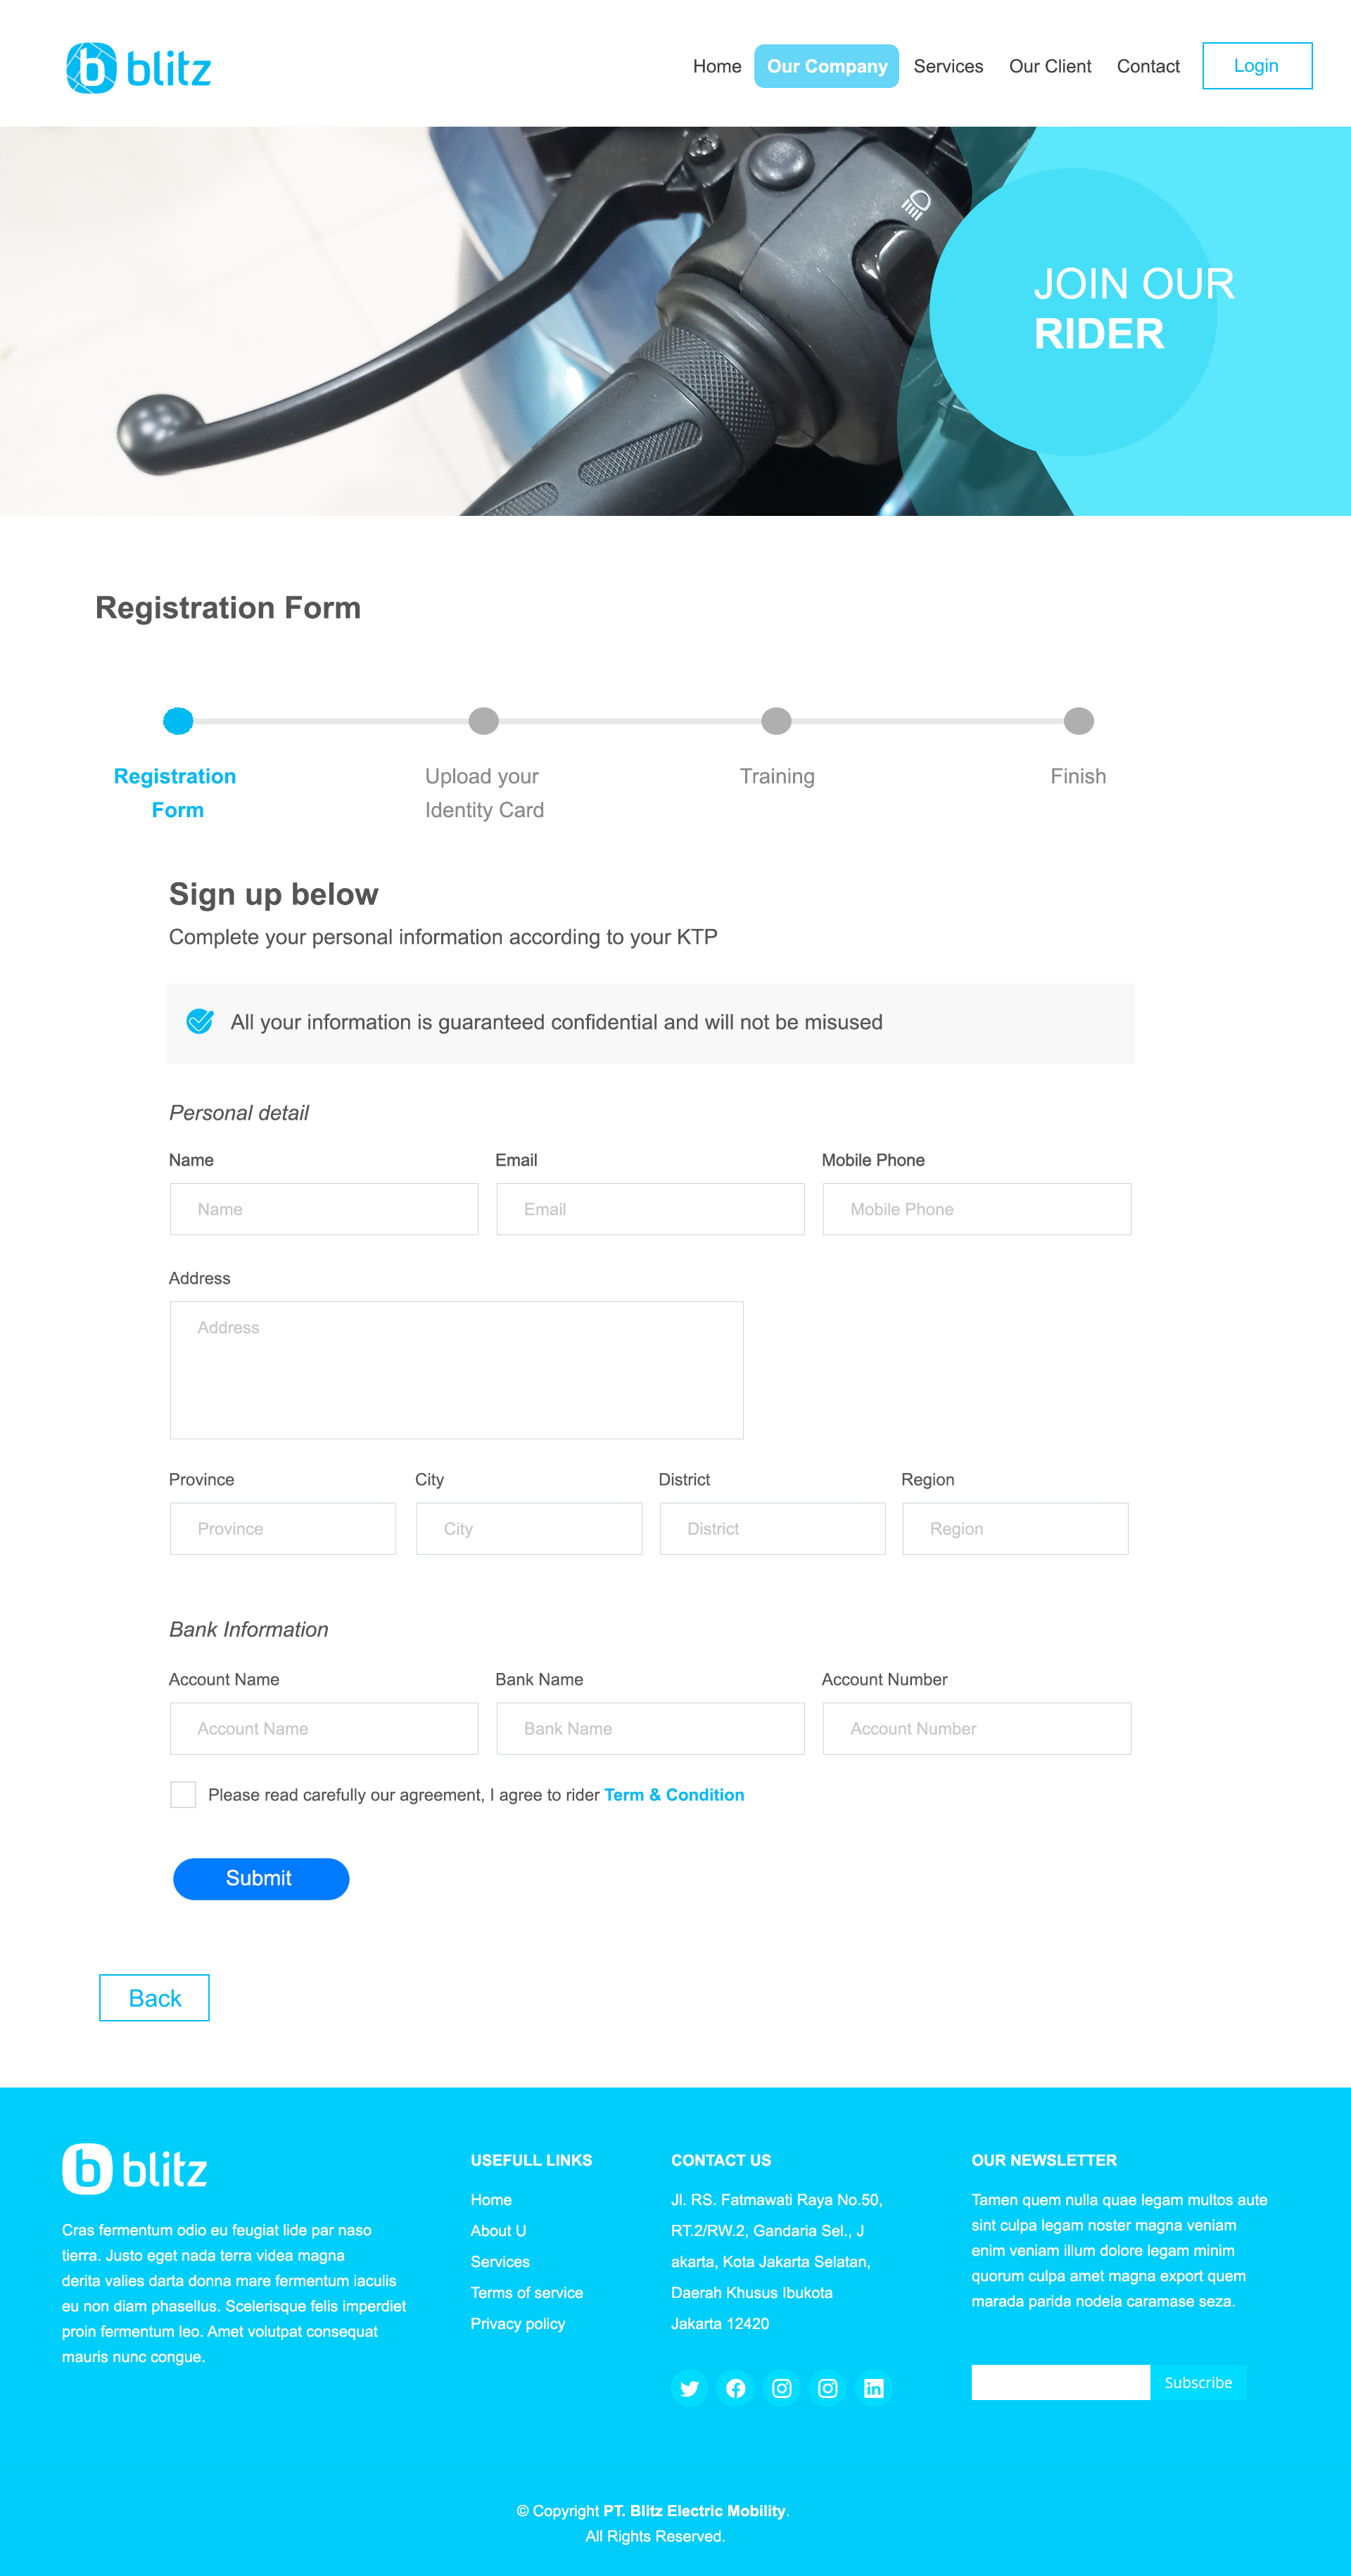 blitz
Home Our Company Services Our Client Contact Login
JOIN OUR
RIDER
Registration Form
Registration
Form
Upload your
Identity Card
Training
Finish
Sign up below
Complete your personal information according to your KTP
All your information is guaranteed confidential and will not be misused
Personal detail
Name Email Mobile Phone
Name Email Mobile Phone
Address
Address
Province City District Region
Province City District Region
Bank Information
Account Name Bank Name Account Number
Account Name Bank Name Account Number
Please read carefully our agreement, I agree to rider Term & Condition
Submit
Back
blitz
Cras fermentum odio eu feugiat lide par naso
tierra. Justo eget nada terra videa magna
derita valies darta donna mare fermentum iaculis
eu non diam phasellus. Scelerisque felis imperdiet
proin fermentum leo. Amet volutpat consequat
mauris nunc congue.
USEFULL LINKS
Home
About U
Services
Terms of service
Privacy policy
CONTACT US
Jl. RS. Fatmawati Raya No.50,
RT.2/RW.2, Gandaria Sel., J
akarta, Kota Jakarta Selatan,
Daerah Khusus Ibukota
Jakarta 12420
OUR NEWSLETTER
Tamen quem nulla quae legam multos aute
sint culpa legam noster magna veniam
enim veniam illum dolore legam minim
quorum culpa amet magna export quem
marada parida nodela caramase seza.
Subscribe
© Copyright PT. Blitz Electric Mobility.
All Rights Reserved.